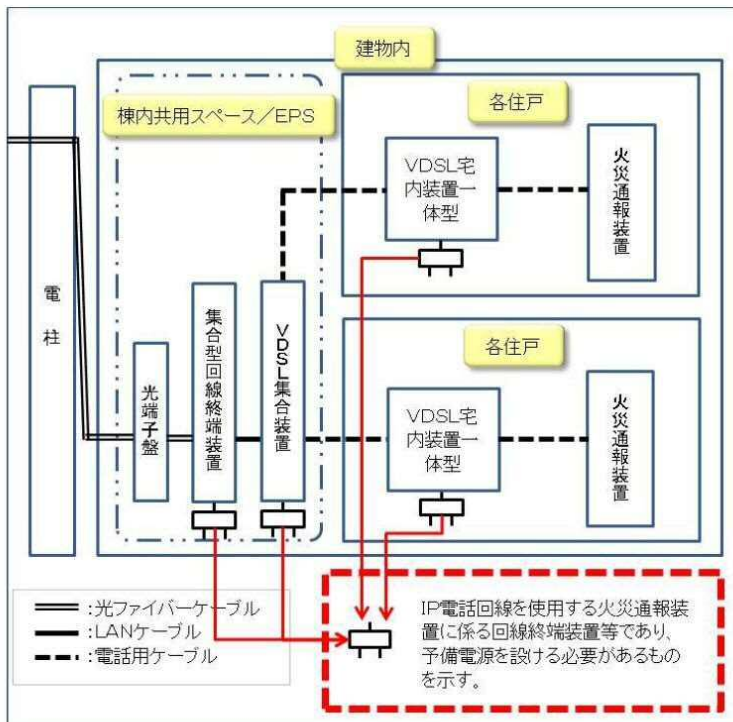 建物内
棟内共用スペース／EPS
各住戸
VDSL宅
内装置一
体型
火災通報装置
電柱
光端子盤
集合型回線終端装置
VDSL集合装置
各住戸
VDSL宅
内装置一
体型
火災通報装置
:光ファイバーケーブル
:LANケーブル
:電話用ケーブル
IP電話回線を使用する火災通報装
置に係る回線終端装置等であり、
予備電源を設ける必要があるもの
を示す。